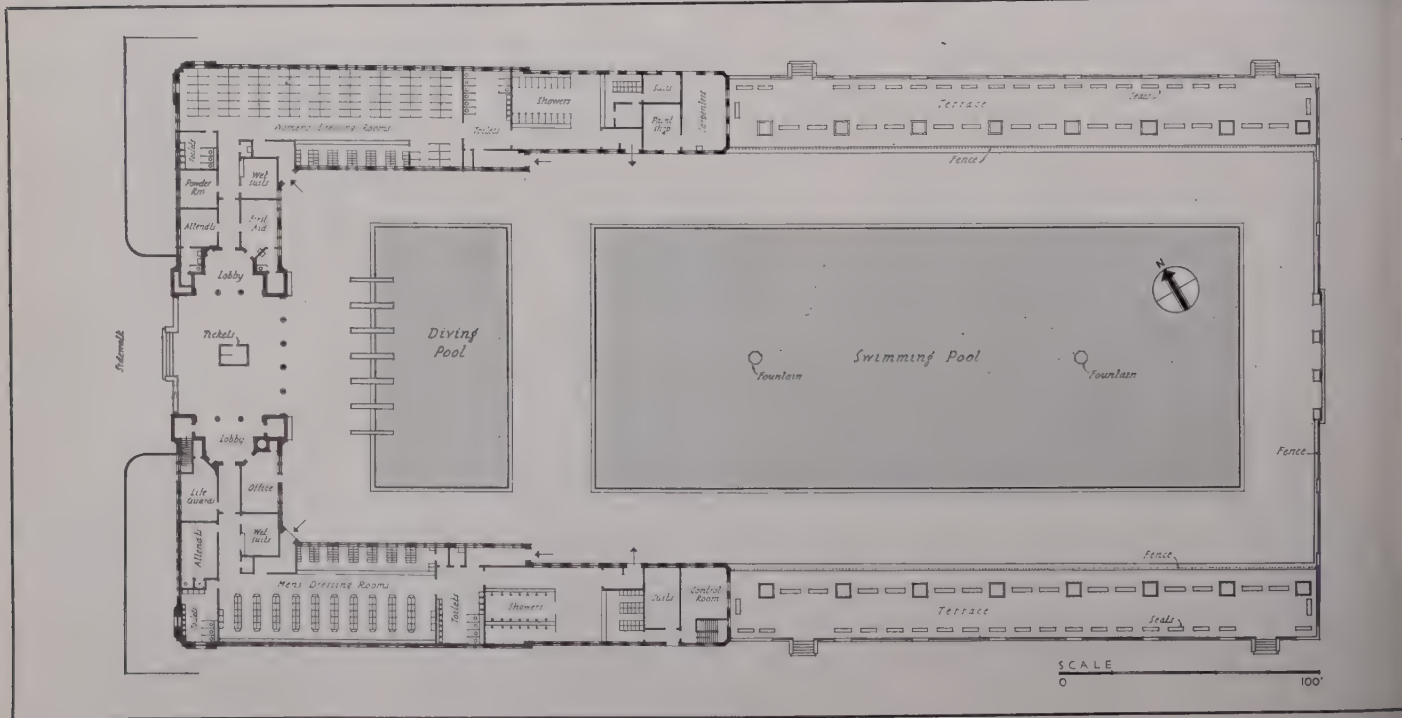 Suits
Terrace
Seats
Showers
Paint
Shop
Carpenters
Womens Dressing Rooms
Toilets
Toilets
Fence
Wet
Suits
Powder
Rm
Attendts
First
Aid
Lobby
N
Sidewalk
Tickets
Diving
Pool
Swimming Pool
Fountain
Fountain
Lobby
Fence
Life
Guards
Office
Wet
Suits
Attendts
Fence
Mens Dressing Rooms
Toilets
Toilets
Showers
Suits
Control
Room
Terrace
Seats
SCALE
0 100'